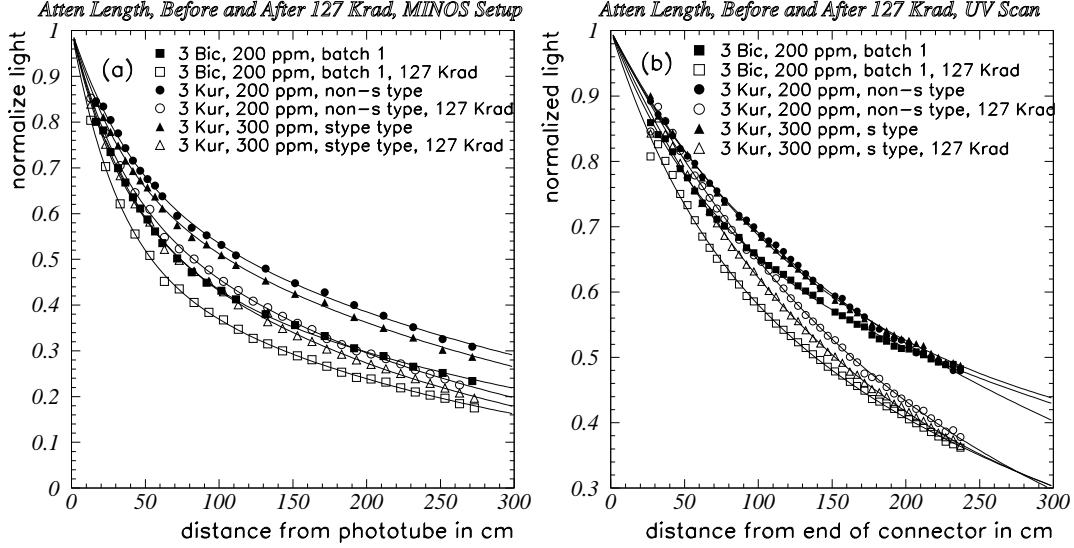 Atten Length, Before and After 127 Krad, MINOS Setup
normalize light
1
0.9
0.8
0.7
0.6
0.5
0.4
0.3
0.2
0.1
0
(a)
3 Bic, 200 ppm, batch 1
3 Bic, 200 ppm, batch 1, 127 Krad
3 Kur, 200 ppm, non-s type
3 Kur, 200 ppm, non-s type, 127 Krad
3 Kur, 300 ppm, stype type
3 Kur, 300 ppm, stype type, 127 Krad
0 50 100 150 200 250 300
distance from phototube in cm
Atten Length, Before and After 127 Krad, UV Scan
normalized light
1
0.9
0.8
0.7
0.6
0.5
0.4
0.3
(b)
3 Bic, 200 ppm, batch 1
3 Bic, 200 ppm, batch 1, 127 Krad
3 Kur, 200 ppm, non-s type
3 Kur, 200 ppm, non-s type, 127 Krad
3 Kur, 300 ppm, s type
3 Kur, 300 ppm, s type, 127 Krad
0 50 100 150 200 250 300
distance from end of connector in cm